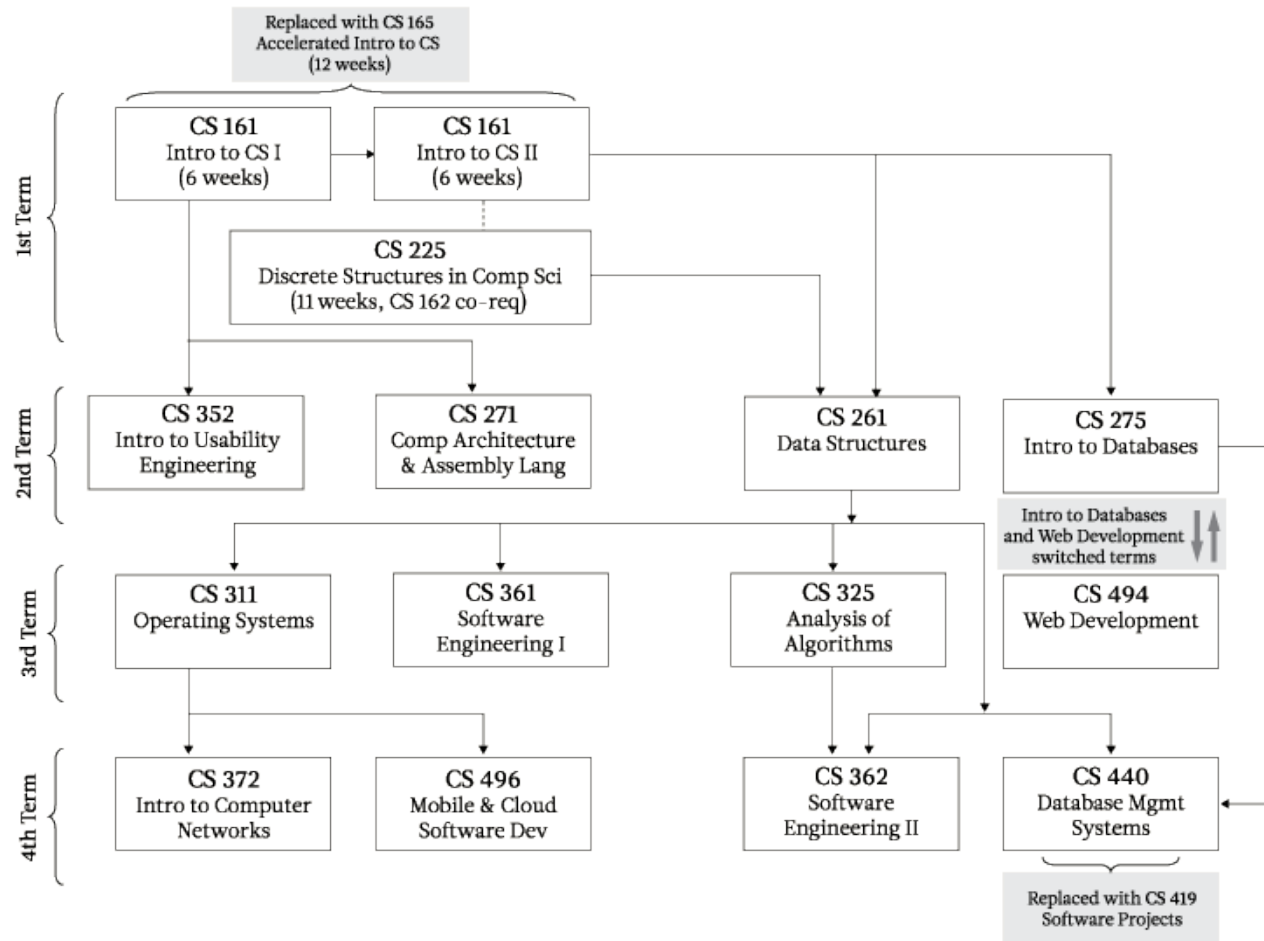 Replaced with CS 165
Accelerated Intro to CS
(12 weeks)
1st Term
CS 161
Intro to CS I
(6 weeks)
CS 161
Intro to CS II
(6 weeks)
CS 225
Discrete Structures in Comp Sci
(11 weeks, CS 162 co-req)
2nd Term
CS 352
Intro to Usability
Engineering
CS 271
Comp Architecture
& Assembly Lang
CS 261
Data Structures
CS 275
Intro to Databases
Intro to Databases
and Web Development
switched terms
3rd Term
CS 311
Operating Systems
CS 361
Software
Engineering I
CS 325
Analysis of
Algorithms
CS 494
Web Development
4th Term
CS 372
Intro to Computer
Networks
CS 496
Mobile & Cloud
Software Dev
CS 362
Software
Engineering II
CS 440
Database Mgmt
Systems
Replaced with CS 419
Software Projects